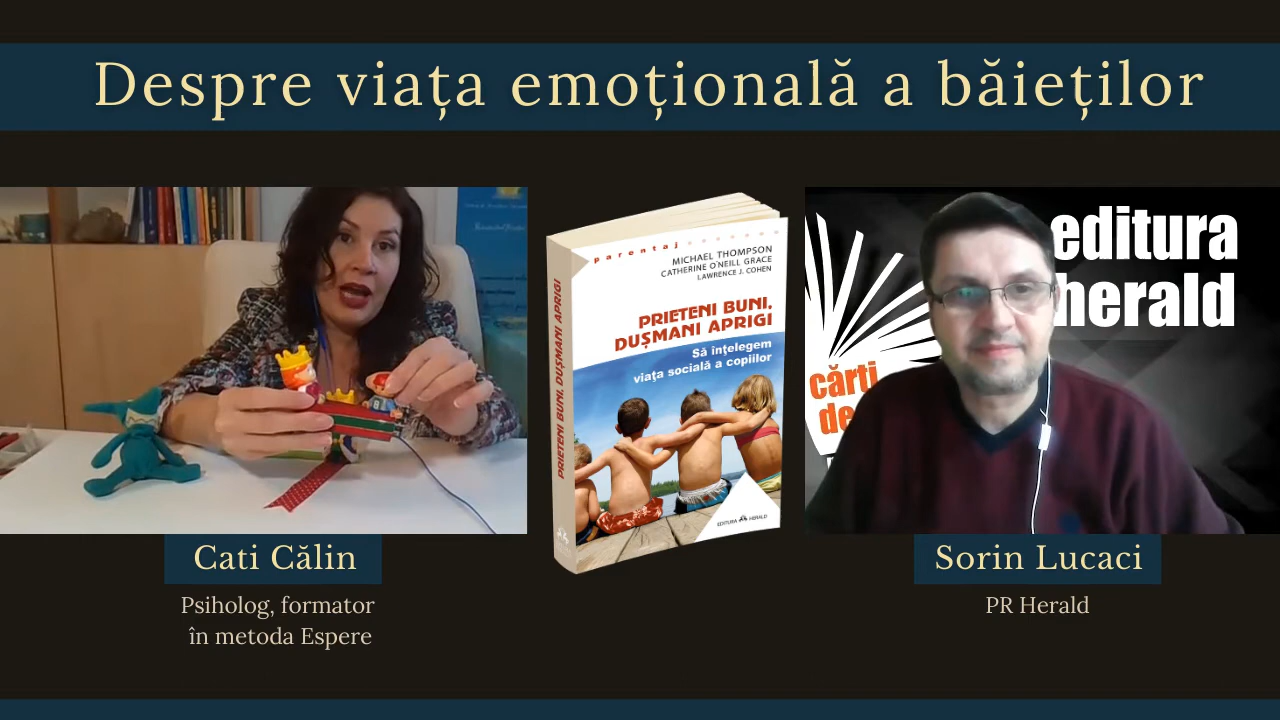 Despre viața emoțională a băieților
parentaj
MICHAEL THOMPSON
CATHERINE O'NEILL GRACE
LAWRENCE J. COHEN
PRIETENI BUNI,
DUȘMANI APRIGI
Să înţelegem
viaţa socială a copiilor
EDITURA HERALD
PRIETENI BUNI, DUȘMANI APRIGI
editura
herald
cărți
de
Cati Călin
Psiholog, formator
în metoda Espere
Sorin Lucaci
PR Herald